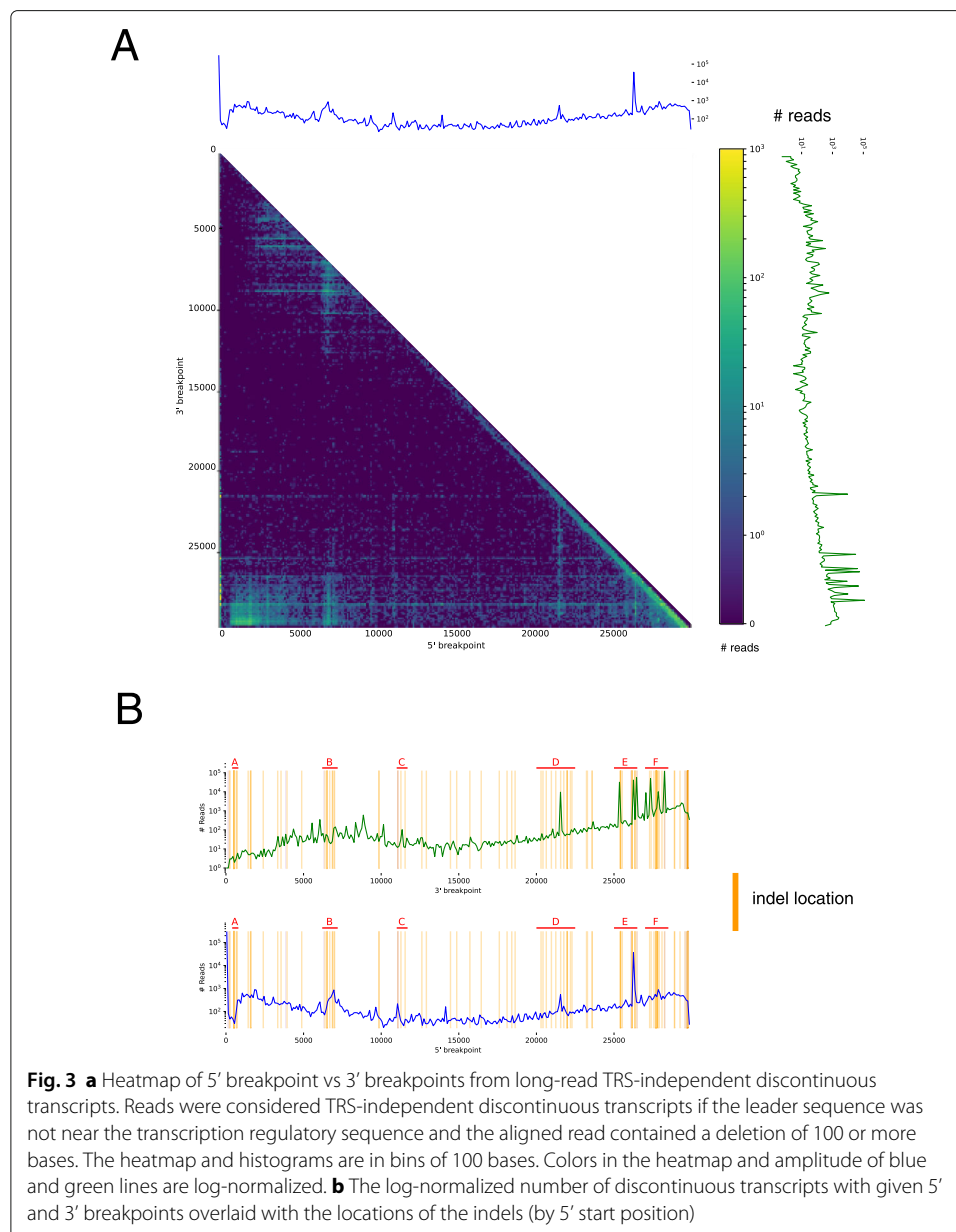 A
10⁵
10⁴
10³
10²
# reads
10¹
10³
10⁵
0
5000
10000
15000
20000
25000
3' breakpoint
0
5000
10000
15000
20000
25000
5' breakpoint
10³
10²
10¹
10⁰
0
# reads
B
A
B
C
D
E
F
10⁵
10⁴
10³
10²
10¹
10⁰
# Reads
0
5000
10000
15000
20000
25000
3' breakpoint
indel location
A
B
C
D
E
F
10⁵
10⁴
10³
10²
# Reads
0
5000
10000
15000
20000
25000
5' breakpoint
Fig. 3 a Heatmap of 5′ breakpoint vs 3′ breakpoints from long-read TRS-independent discontinuous
transcripts. Reads were considered TRS-independent discontinuous transcripts if the leader sequence was
not near the transcription regulatory sequence and the aligned read contained a deletion of 100 or more
bases. The heatmap and histograms are in bins of 100 bases. Colors in the heatmap and amplitude of blue
and green lines are log-normalized. b The log-normalized number of discontinuous transcripts with given 5′
and 3′ breakpoints overlaid with the locations of the indels (by 5′ start position)